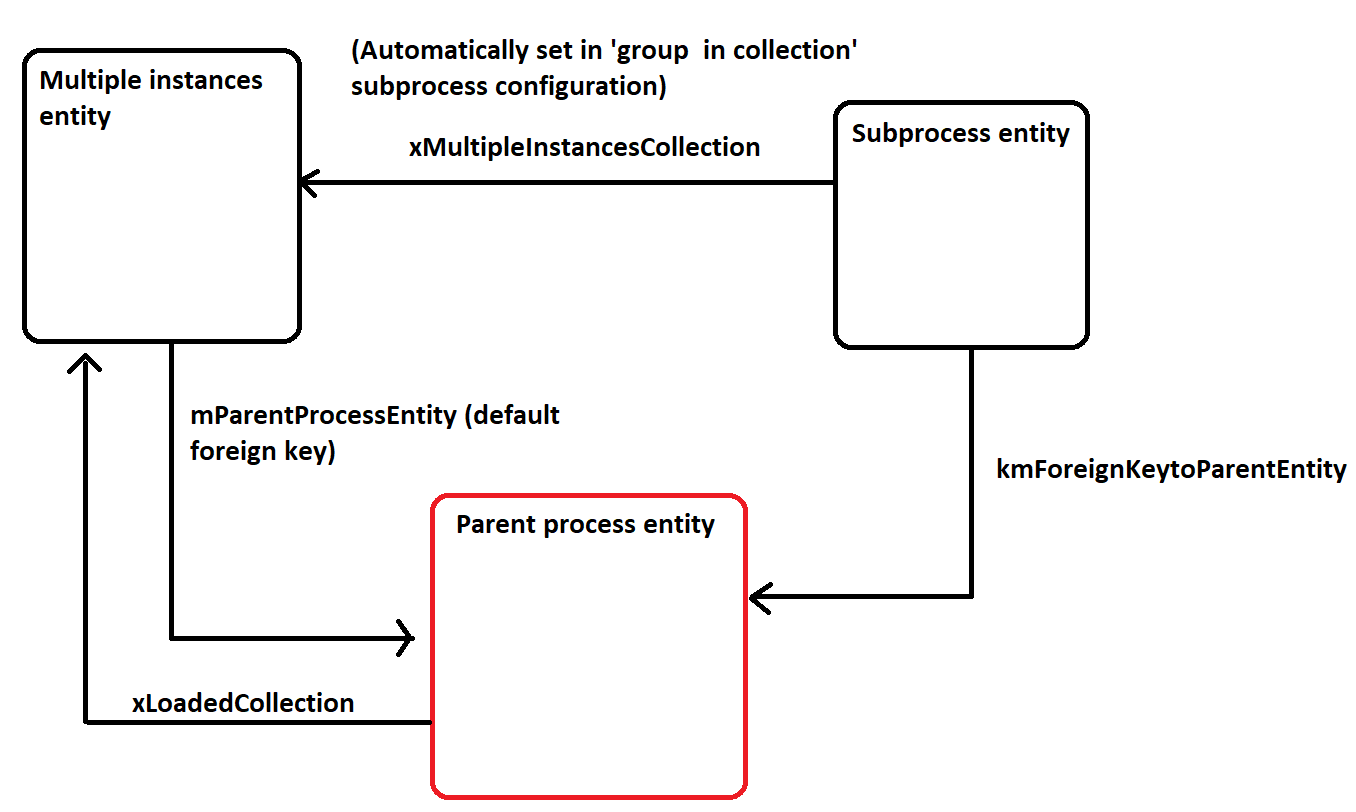 (Automatically set in 'group in collection'
subprocess configuration)
Multiple instances
entity
Subprocess entity
xMultipleInstancesCollection
mParentProcessEntity (default
foreign key)
kmForeignKeytoParentEntity
Parent process entity
xLoadedCollection